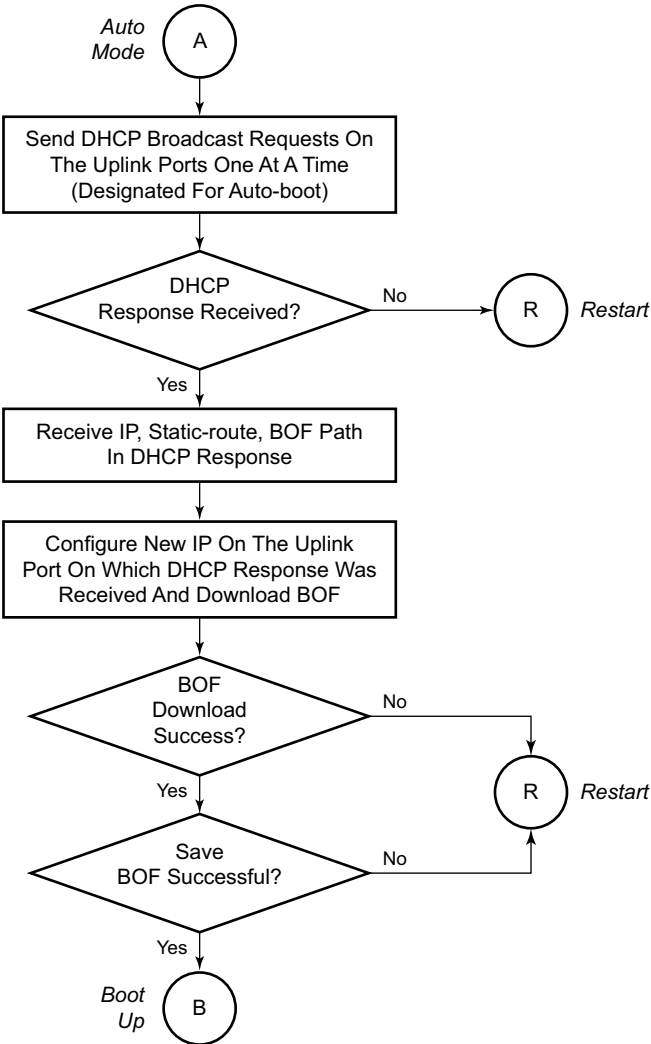 Auto
Mode
A
Send DHCP Broadcast Requests On
The Uplink Ports One At A Time
(Designated For Auto-boot)
DHCP
Response Received?
No
R
Restart
Yes
Receive IP, Static-route, BOF Path
In DHCP Response
Configure New IP On The Uplink
Port On Which DHCP Response Was
Received And Download BOF
BOF
Download
Success?
No
Yes
R
Restart
Save
BOF Successful?
No
Yes
Boot
Up
B